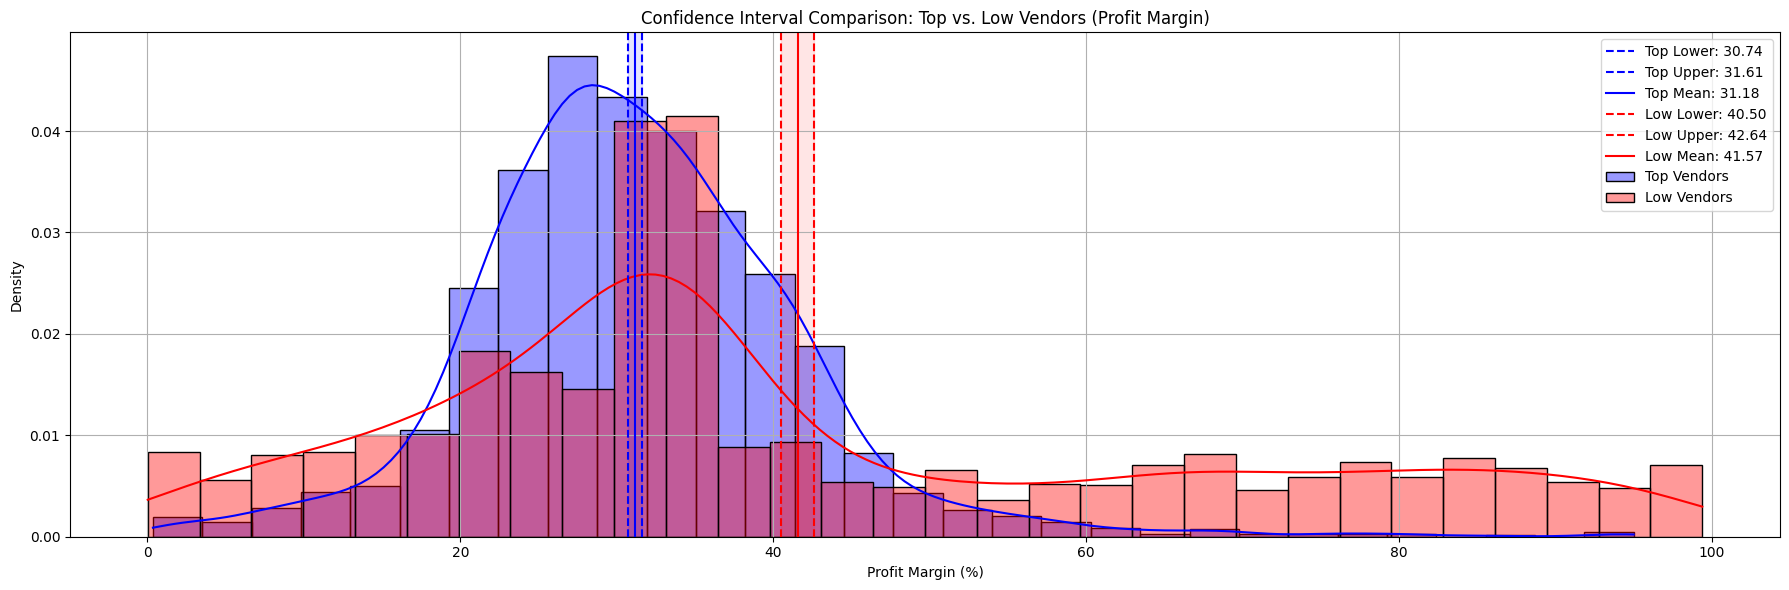 Confidence Interval Comparison: Top vs. Low Vendors (Profit Margin)
Top Lower: 30.74
Top Upper: 31.61
Top Mean: 31.18
Low Lower: 40.50
Low Upper: 42.64
Low Mean: 41.57
Top Vendors
Low Vendors
Density
0.04
0.03
0.02
0.01
0.00
0 20 40 60 80 100
Profit Margin (%)